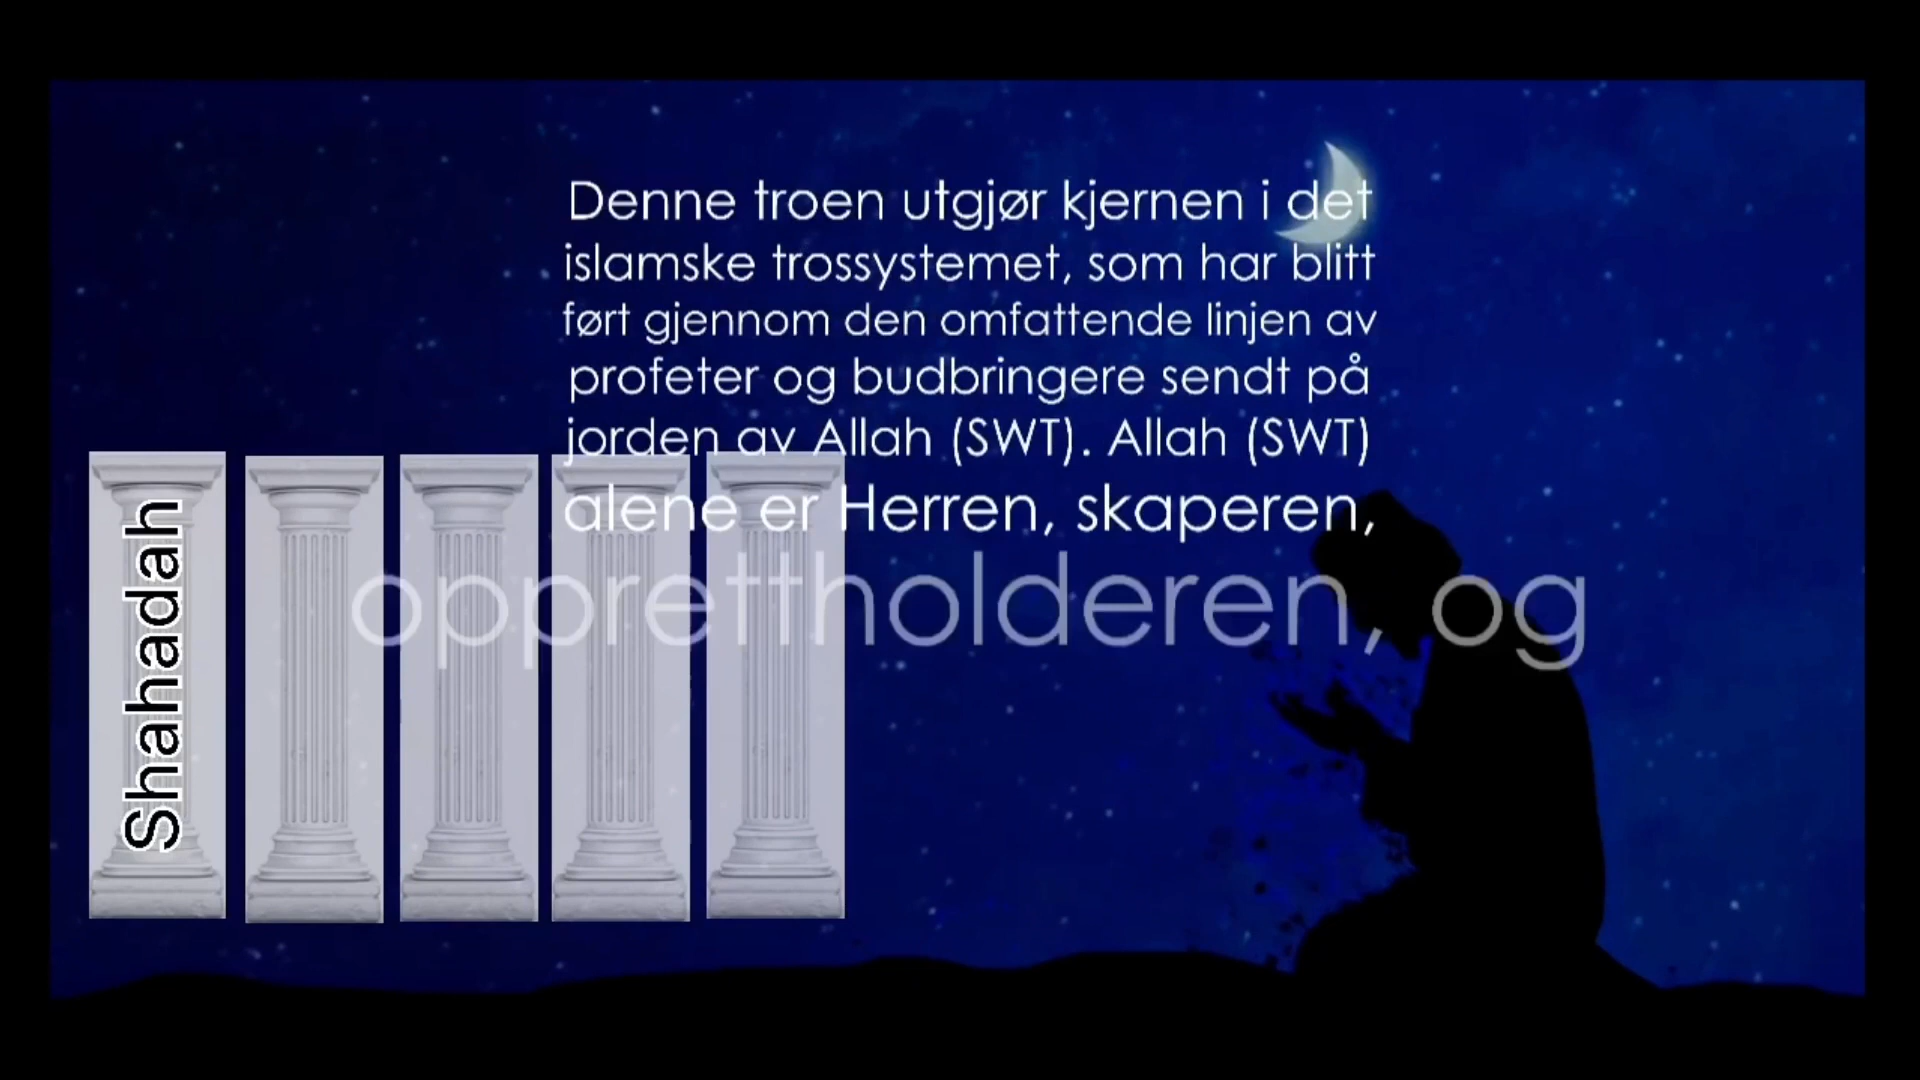 Denne troen utgjør kjernen i det
islamske trossystemet, som har blitt
ført gjennom den omfattende linjen av
profeter og budbringere sendt på
jorden av Allah (SWT). Allah (SWT)
alene er Herren, skaperen,
opprettholderen, og
Shahadah